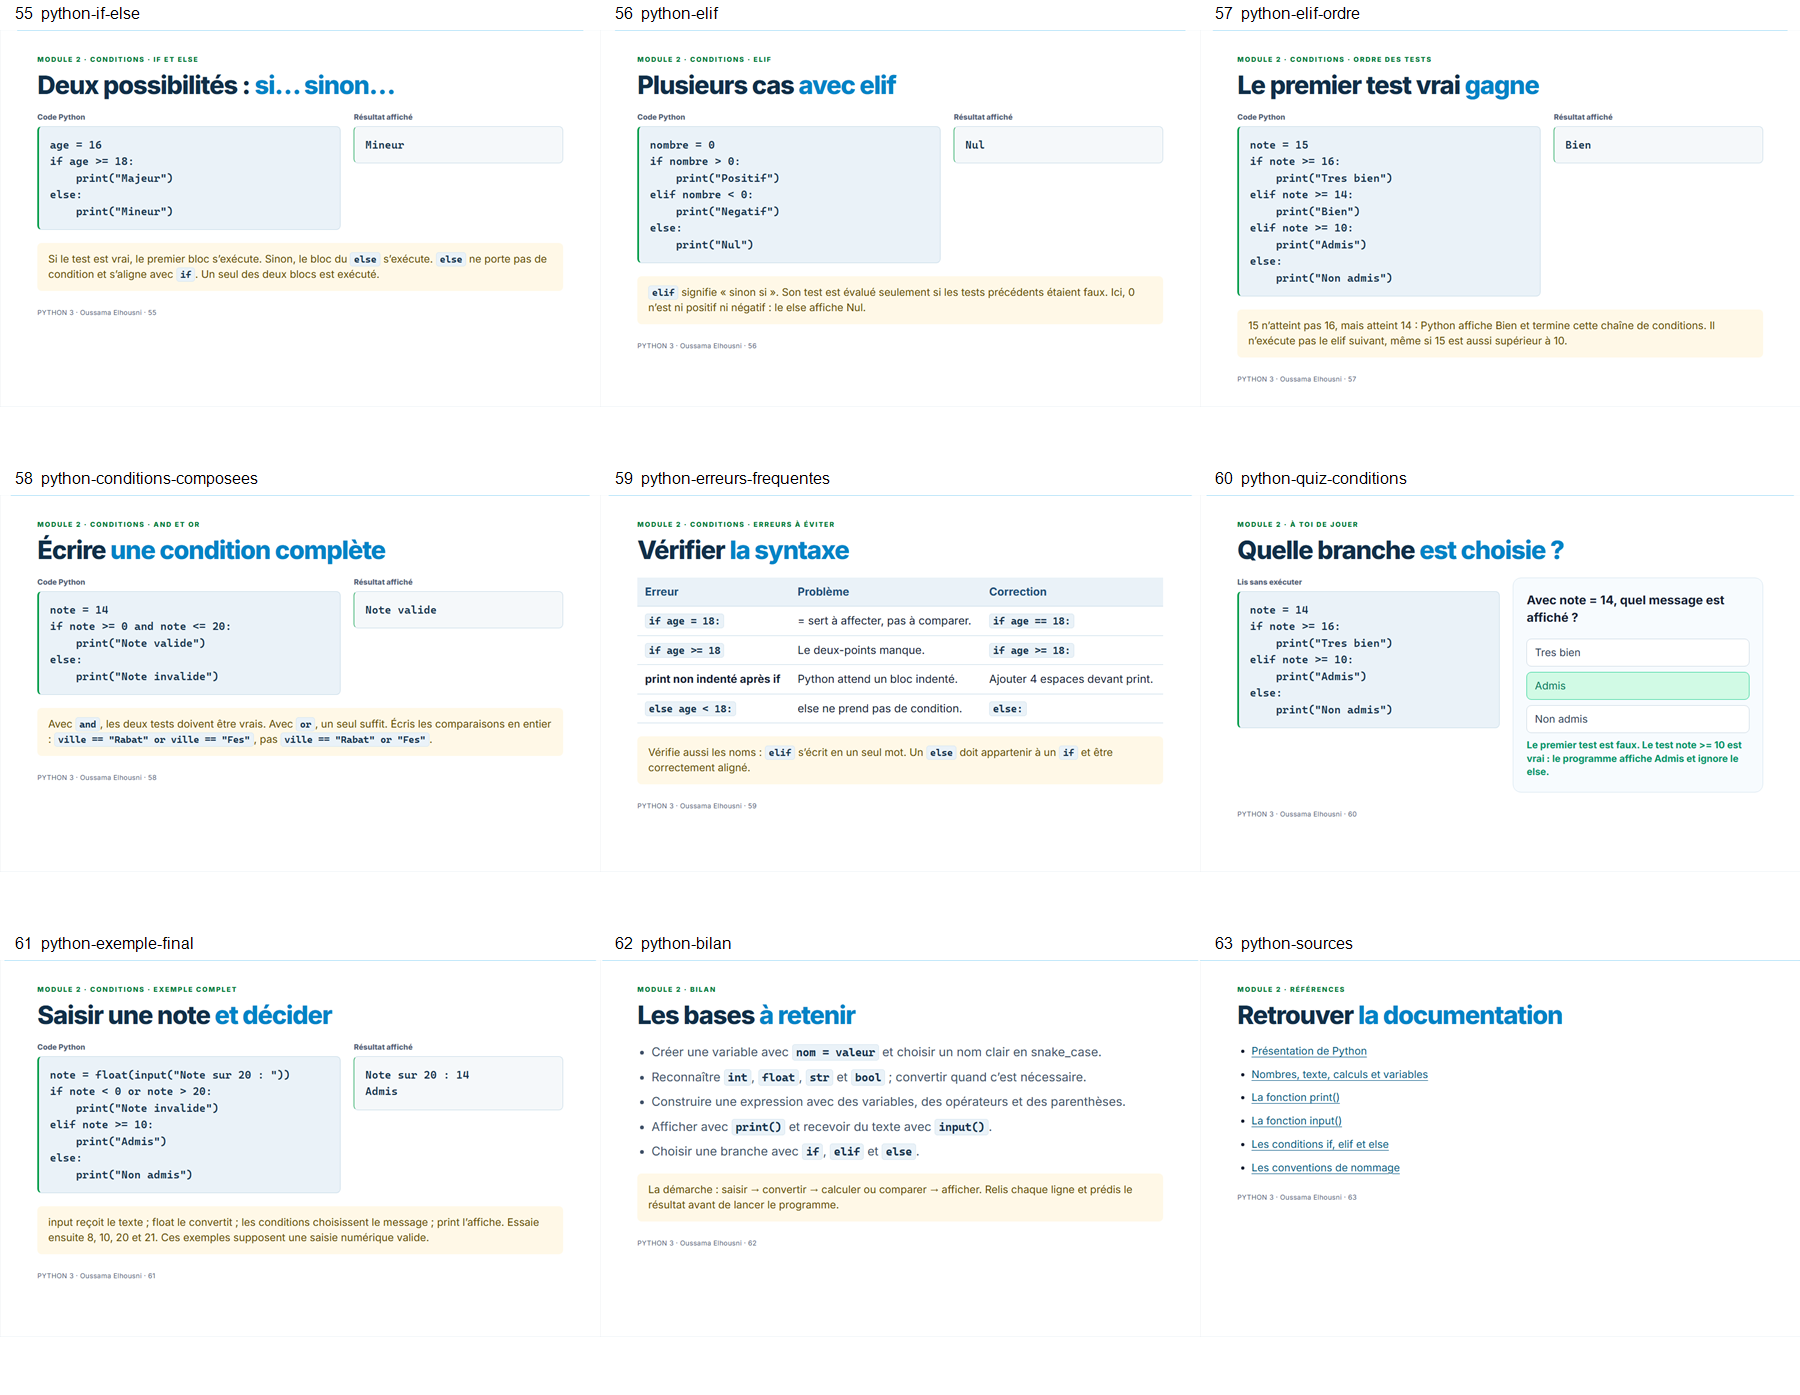 55 python-if-else
MODULE 2 · CONDITIONS · IF ET ELSE
Deux possibilités : si… sinon…
Code Python
age = 16
if age >= 18:
    print("Majeur")
else:
    print("Mineur")
Résultat affiché
Mineur
Si le test est vrai, le premier bloc s’exécute. Sinon, le bloc du else s’exécute. else ne porte pas de
condition et s’aligne avec if. Un seul des deux blocs est exécuté.
PYTHON 3 · Oussama Elhousni · 55
56 python-elif
MODULE 2 · CONDITIONS · ELIF
Plusieurs cas avec elif
Code Python
nombre = 0
if nombre > 0:
    print("Positif")
elif nombre < 0:
    print("Negatif")
else:
    print("Nul")
Résultat affiché
Nul
elif signifie « sinon si ». Son test est évalué seulement si les tests précédents étaient faux. Ici, 0
n’est ni positif ni négatif : le else affiche Nul.
PYTHON 3 · Oussama Elhousni · 56
57 python-elif-ordre
MODULE 2 · CONDITIONS · ORDRE DES TESTS
Le premier test vrai gagne
Code Python
note = 15
if note >= 16:
    print("Tres bien")
elif note >= 14:
    print("Bien")
elif note >= 10:
    print("Admis")
else:
    print("Non admis")
Résultat affiché
Bien
15 n’atteint pas 16, mais atteint 14 : Python affiche Bien et termine cette chaîne de conditions. Il
n’exécute pas le elif suivant, même si 15 est aussi supérieur à 10.
PYTHON 3 · Oussama Elhousni · 57
58 python-conditions-composees
MODULE 2 · CONDITIONS · AND ET OR
Écrire une condition complète
Code Python
note = 14
if note >= 0 and note <= 20:
    print("Note valide")
else:
    print("Note invalide")
Résultat affiché
Note valide
Avec and, les deux tests doivent être vrais. Avec or, un seul suffit. Écris les comparaisons en entier
: ville == "Rabat" or ville == "Fes", pas ville == "Rabat" or "Fes".
PYTHON 3 · Oussama Elhousni · 58
59 python-erreurs-frequentes
MODULE 2 · CONDITIONS · ERREURS À ÉVITER
Vérifier la syntaxe
Erreur Problème Correction
if age = 18: = sert à affecter, pas à comparer. if age == 18:
if age >= 18 Le deux-points manque. if age >= 18:
print non indenté après if Python attend un bloc indenté. Ajouter 4 espaces devant print.
else age < 18: else ne prend pas de condition. else:
Vérifie aussi les noms : elif s’écrit en un seul mot. Un else doit appartenir à un if et être
correctement aligné.
PYTHON 3 · Oussama Elhousni · 59
60 python-quiz-conditions
MODULE 2 · À TOI DE JOUER
Quelle branche est choisie ?
Lis sans exécuter
note = 14
if note >= 16:
    print("Tres bien")
elif note >= 10:
    print("Admis")
else:
    print("Non admis")
Avec note = 14, quel message est
affiché ?
Tres bien
Admis
Non admis
Le premier test est faux. Le test note >= 10 est
vrai : le programme affiche Admis et ignore le
else.
PYTHON 3 · Oussama Elhousni · 60
61 python-exemple-final
MODULE 2 · CONDITIONS · EXEMPLE COMPLET
Saisir une note et décider
Code Python
note = float(input("Note sur 20 : "))
if note < 0 or note > 20:
    print("Note invalide")
elif note >= 10:
    print("Admis")
else:
    print("Non admis")
Résultat affiché
Note sur 20 : 14
Admis
input reçoit le texte ; float le convertit ; les conditions choisissent le message ; print l’affiche. Essaie
ensuite 8, 10, 20 et 21. Ces exemples supposent une saisie numérique valide.
PYTHON 3 · Oussama Elhousni · 61
62 python-bilan
MODULE 2 · BILAN
Les bases à retenir
• Créer une variable avec nom = valeur et choisir un nom clair en snake_case.
• Reconnaître int, float, str et bool ; convertir quand c’est nécessaire.
• Construire une expression avec des variables, des opérateurs et des parenthèses.
• Afficher avec print() et recevoir du texte avec input().
• Choisir une branche avec if, elif et else.
La démarche : saisir → convertir → calculer ou comparer → afficher. Relis chaque ligne et prédis le
résultat avant de lancer le programme.
PYTHON 3 · Oussama Elhousni · 62
63 python-sources
MODULE 2 · RÉFÉRENCES
Retrouver la documentation
• Présentation de Python
• Nombres, texte, calculs et variables
• La fonction print()
• La fonction input()
• Les conditions if, elif et else
• Les conventions de nommage
PYTHON 3 · Oussama Elhousni · 63